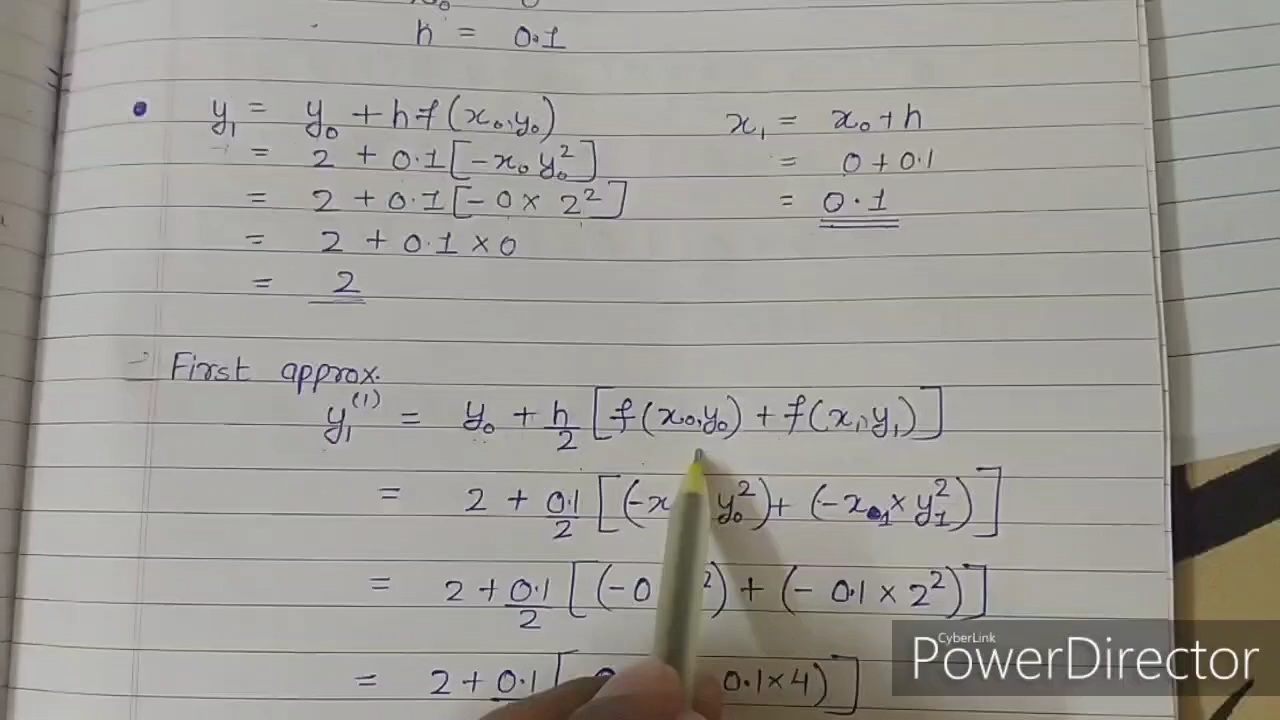 h = 0.1
y₁ = y₀ + hf(x₀,y₀) x₁ = x₀ + h
= 2 + 0.1[-x₀ y₀²] = 0 + 0.1
= 2 + 0.1[-0 × 2²] = 0.1
= 2 + 0.1 × 0
= 2
First approx.
y₁⁽¹⁾ = y₀ + h/2 [f(x₀,y₀) + f(x₁,y₁)]
= 2 + 0.1/2 [(-x y₀²) + (-x₁ × y₁²)]
= 2 + 0.1/2 [(-0 ²) + (-0.1 × 2²)]
= 2 + 0.1 [ 0.1×4)]
CyberLink
PowerDirector